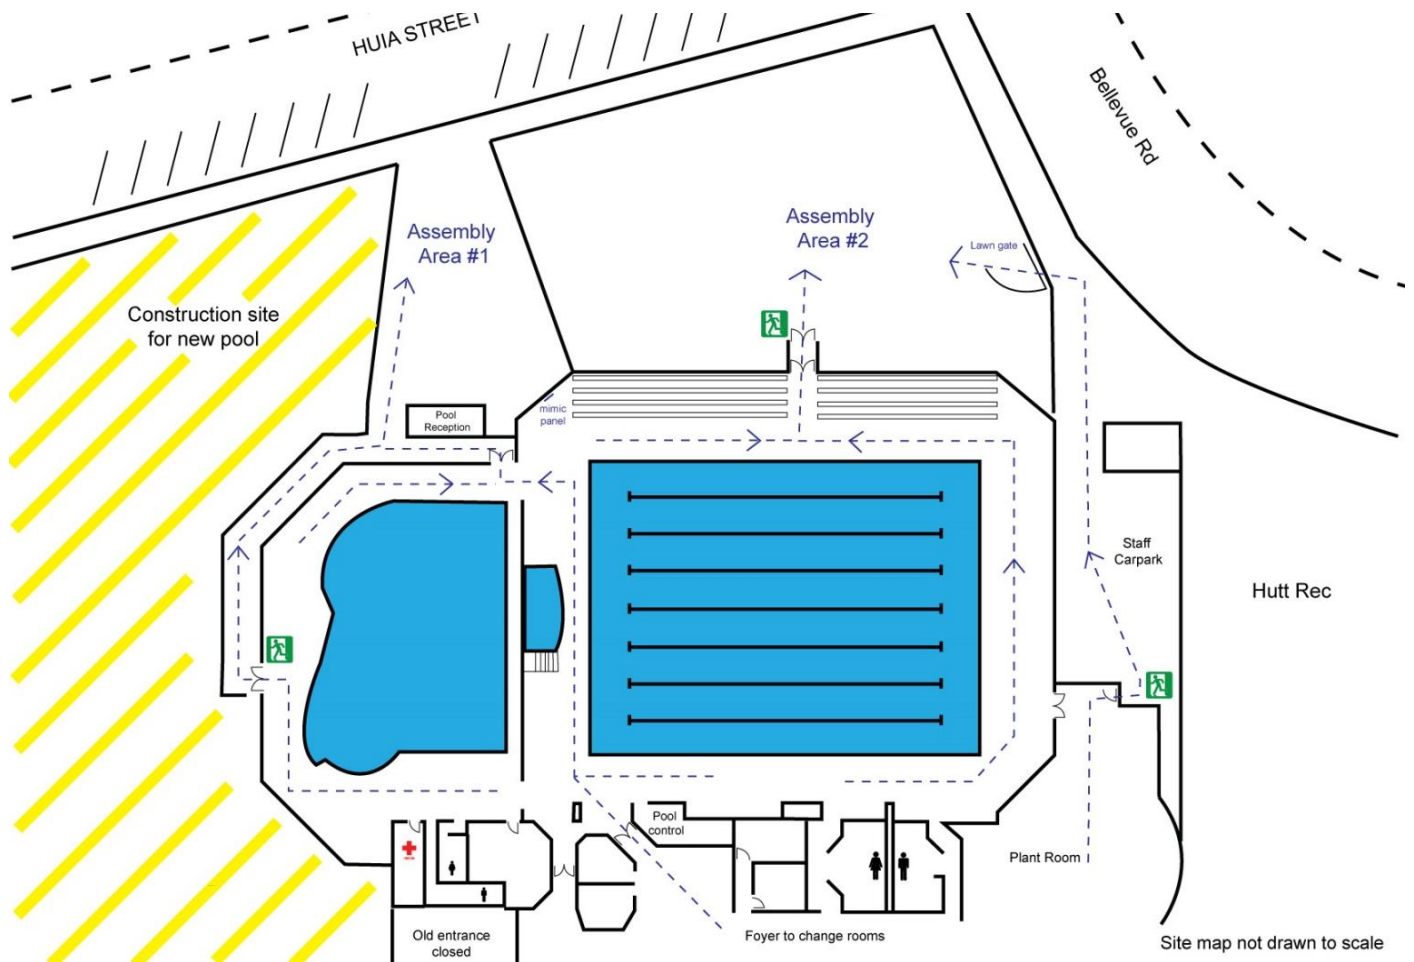 HUIA STREET
Bellevue Rd
Assembly
Area #1
Assembly
Area #2
Lawn gate
Construction site
for new pool
mimic
panel
Pool
Reception
Staff
Carpark
Hutt Rec
Pool
control
Plant Room
Old entrance
closed
Foyer to change rooms
Site map not drawn to scale